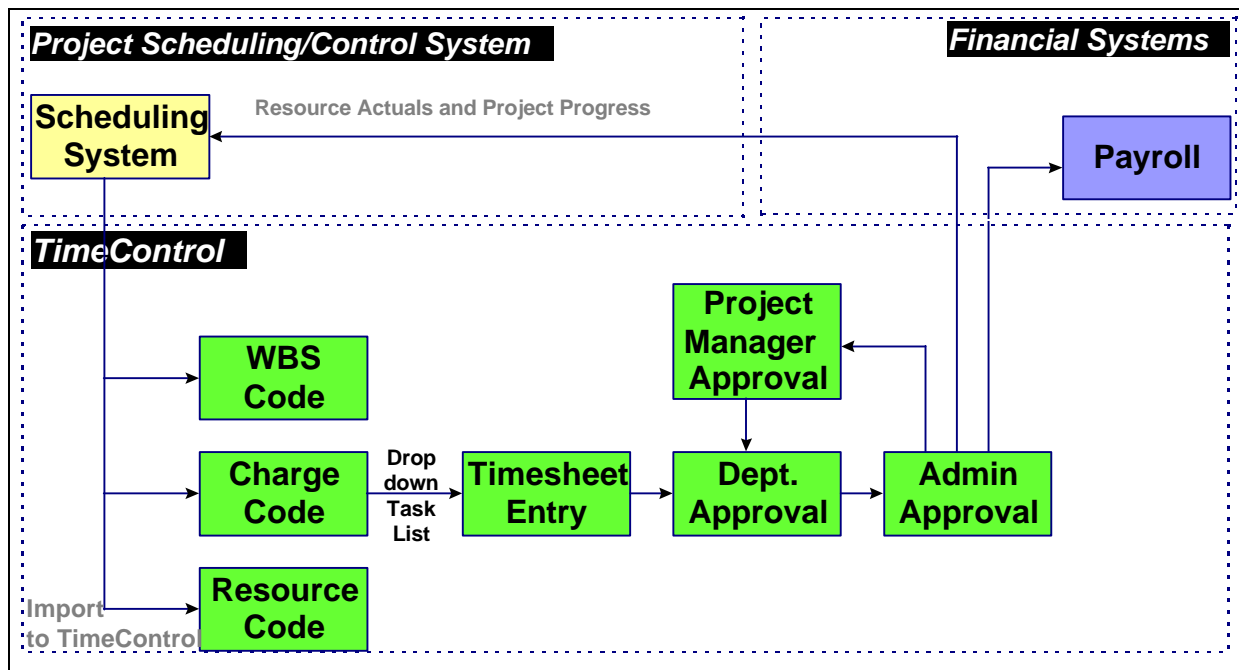 Project Scheduling/Control System
Financial Systems
Resource Actuals and Project Progress
Scheduling
System
Payroll
TimeControl
Project
Manager
Approval
WBS
Code
Charge
Code
Drop
down
Task
List
Timesheet
Entry
Dept.
Approval
Admin
Approval
Resource
Code
Import
to TimeControl